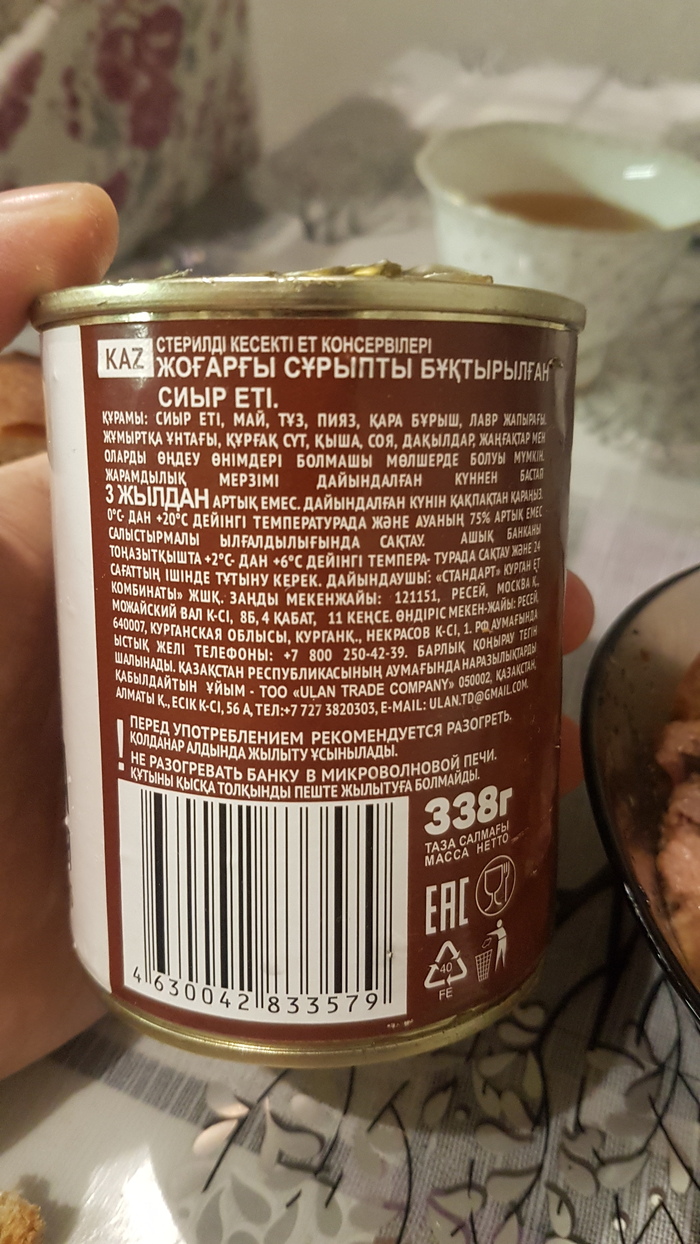 KAZ СТЕРИЛДІ КЕСЕКТІ ЕТ КОНСЕРВІЛЕРІ
ЖОҒАРҒЫ СҰРЫПТЫ БҰҚТЫРЫЛҒАН
СИЫР ЕТІ.
ҚҰРАМЫ: СИЫР ЕТІ, МАЙ, ТҰЗ, ПИЯЗ, ҚАРА БҰРЫШ, ЛАВР ЖАПЫРАҒЫ.
ЖҰМЫРТҚА ҰНТАҒЫ, ҚҰРҒАҚ СҮТ, ҚЫША, СОЯ, ДАҚЫЛДАР, ЖАҢҒАҚТАР МЕН
ОЛАРДЫ ӨҢДЕУ ӨНІМДЕРІ БОЛМАШЫ МӨЛШЕРДЕ БОЛУЫ МҮМКІН.
ЖАРАМДЫЛЫҚ МЕРЗІМІ ДАЙЫНДАЛҒАН КҮННЕН БАСТАП
3 ЖЫЛДАН АРТЫҚ ЕМЕС. ДАЙЫНДАЛҒАН КҮНІН ҚАҚПАҚТАН ҚАРАҢЫЗ.
0°С- ДАН +20°С ДЕЙІНГІ ТЕМПЕРАТУРАДА ЖӘНЕ АУАНЫҢ 75% АРТЫҚ ЕМЕС
САЛЫСТЫРМАЛЫ ЫЛҒАЛДЫЛЫҒЫНДА САҚТАУ. АШЫҚ БАНКАНЫ
ТОҢАЗЫТҚЫШТА +2°С- ДАН +6°С ДЕЙІНГІ ТЕМПЕРА- ТУРАДА САҚТАУ ЖӘНЕ 24
САҒАТТЫҢ ІШІНДЕ ТҰТЫНУ КЕРЕК. ДАЙЫНДАУШЫ: «СТАНДАРТ» КУРГАН ЕТ
КОМБИНАТЫ» ЖШҚ. ЗАҢДЫ МЕКЕНЖАЙЫ: 121151, РЕСЕЙ, МОСКВА Қ.,
МОЖАЙСКИЙ ВАЛ К-СІ, 8Б, 4 ҚАБАТ, 11 КЕҢСЕ. ӨНДІРІС МЕКЕН-ЖАЙЫ: РЕСЕЙ,
640007, КУРГАНСКАЯ ОБЛЫСЫ, КУРГАН Қ., НЕКРАСОВ К-СІ, 1. РФ АУМАҒЫНДА
ЫСТЫҚ ЖЕЛІ ТЕЛЕФОНЫ: +7 800 250-42-39. БАРЛЫҚ ҚОҢЫРАУ ТЕГІН
ШАЛЫНАДЫ. ҚАЗАҚСТАН РЕСПУБЛИКАСЫНЫҢ АУМАҒЫНДА НАРАЗЫЛЫҚТАРДЫ
ҚАБЫЛДАЙТЫН ҰЙЫМ - ТОО «ULAN TRADE COMPANY» 050002, ҚАЗАҚСТАН,
АЛМАТЫ Қ., ЕСІК К-СІ, 56 А, ТЕЛ:+7 727 3820303, E-MAIL: ULAN.TD@GMAIL.COM.
! ПЕРЕД УПОТРЕБЛЕНИЕМ РЕКОМЕНДУЕТСЯ РАЗОГРЕТЬ.
ҚОЛДАНАР АЛДЫНДА ЖЫЛЫТУ ҰСЫНЫЛАДЫ.
НЕ РАЗОГРЕВАТЬ БАНКУ В МИКРОВОЛНОВОЙ ПЕЧИ.
ҚҰТЫНЫ ҚЫСҚА ТОЛҚЫНДЫ ПЕШТЕ ЖЫЛЫТУҒА БОЛМАЙДЫ.
338г
ТАЗА САЛМАҒЫ
МАССА НЕТТО
EAC
40
FE
4 630042 833579